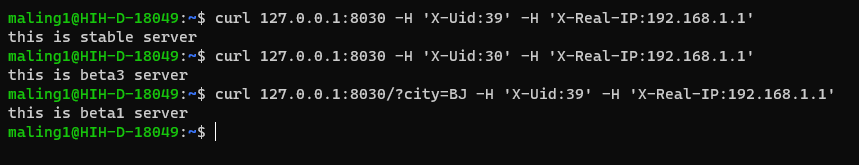 maling1@HIH-D-18049:~$ curl 127.0.0.1:8030 -H 'X-Uid:39' -H 'X-Real-IP:192.168.1.1'
this is stable server
maling1@HIH-D-18049:~$ curl 127.0.0.1:8030 -H 'X-Uid:30' -H 'X-Real-IP:192.168.1.1'
this is beta3 server
maling1@HIH-D-18049:~$ curl 127.0.0.1:8030/?city=BJ -H 'X-Uid:39' -H 'X-Real-IP:192.168.1.1'
this is beta1 server
maling1@HIH-D-18049:~$